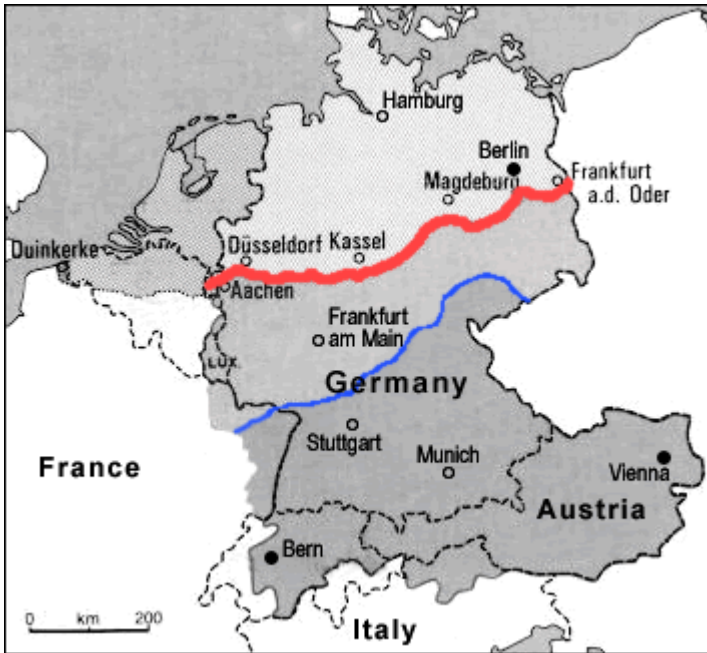 Hamburg
Berlin
Magdeburg
Frankfurt
a.d. Oder
Duinkerke
Düsseldorf
Kassel
Aachen
Frankfurt
am Main
LUX.
Germany
Stuttgart
France
Munich
Vienna
Austria
Bern
0 km 200
Italy